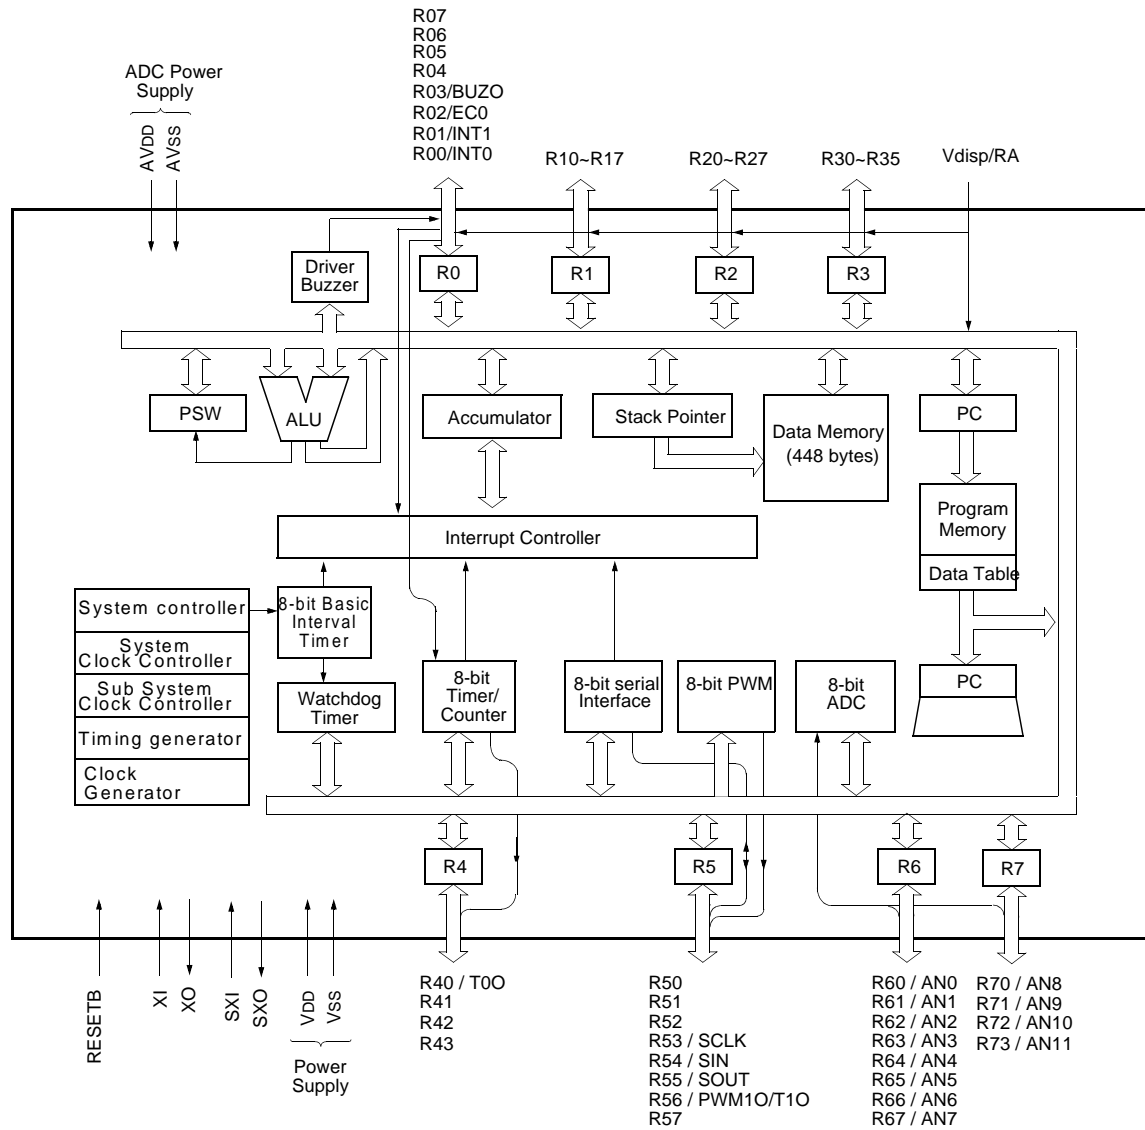 R07
R06
R05
R04
R03/BUZO
R02/EC0
R01/INT1
R00/INT0
ADC Power
Supply
AVDD
AVSS
R10~R17
R20~R27
R30~R35
Vdisp/RA
Driver
Buzzer
R0
R1
R2
R3
PSW
ALU
Accumulator
Stack Pointer
Data Memory
(448 bytes)
PC
Program
Memory
Data Table
Interrupt Controller
System controller
System
Clock Controller
Sub System
Clock Controller
Timing generator
Clock
Generator
8-bit Basic
Interval
Timer
Watchdog
Timer
8-bit
Timer/
Counter
8-bit serial
Interface
8-bit PWM
8-bit
ADC
PC
R4
R5
R6
R7
RESETB
XI
XO
SXI
SXO
VDD
VSS
Power
Supply
R40 / T0O
R41
R42
R43
R50
R51
R52
R53 / SCLK
R54 / SIN
R55 / SOUT
R56 / PWM1O/T1O
R57
R60 / AN0
R61 / AN1
R62 / AN2
R63 / AN3
R64 / AN4
R65 / AN5
R66 / AN6
R67 / AN7
R70 / AN8
R71 / AN9
R72 / AN10
R73 / AN11